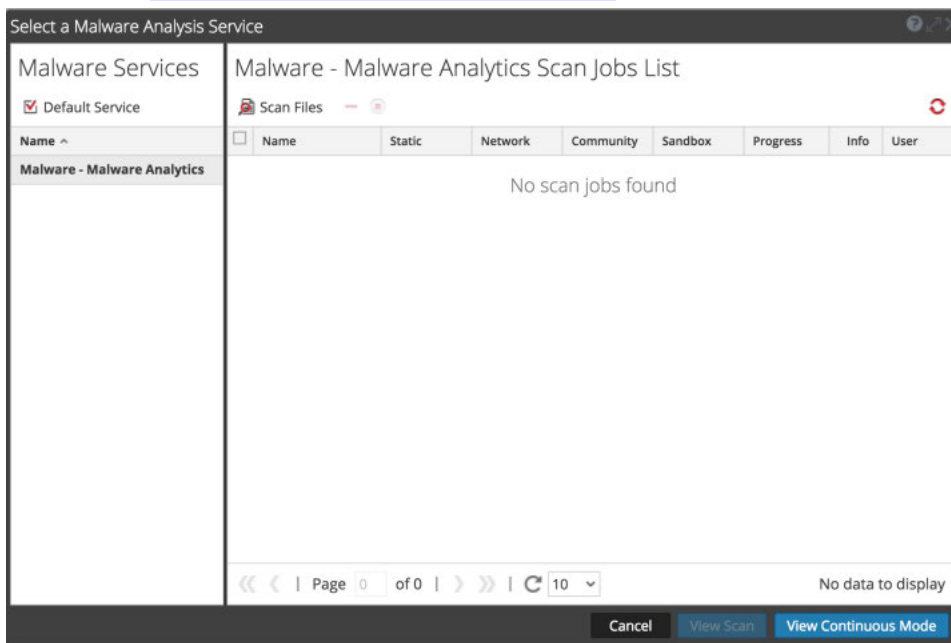 Select a Malware Analysis Service
Malware Services
Default Service
Name
Malware - Malware Analytics
Malware - Malware Analytics Scan Jobs List
Scan Files
Name Static Network Community Sandbox Progress Info User
No scan jobs found
Page 0 of 0 | 10 No data to display
Cancel View Scan View Continuous Mode